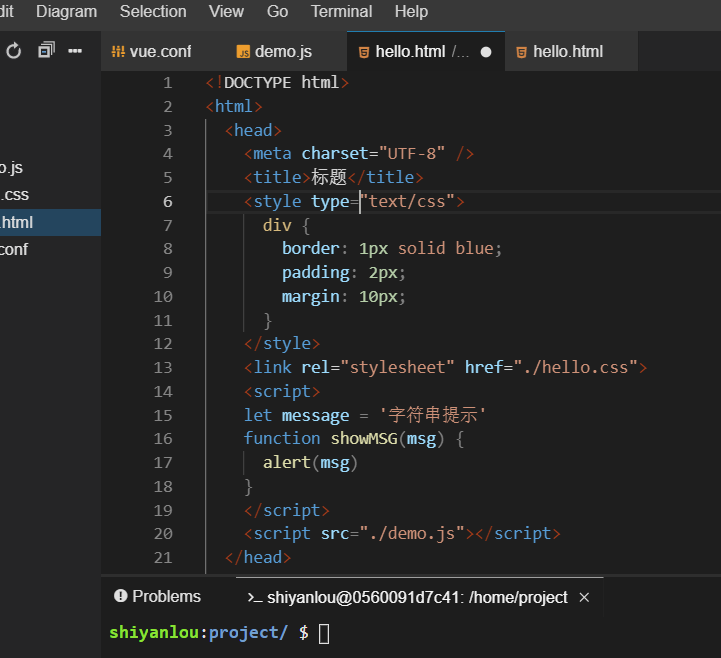 dit Diagram Selection View Go Terminal Help
vue.conf demo.js hello.html /... hello.html
o.js
.css
.html
conf
1 <!DOCTYPE html>
2 <html>
3 <head>
4 <meta charset="UTF-8" />
5 <title>标题</title>
6 <style type="text/css">
7 div {
8 border: 1px solid blue;
9 padding: 2px;
10 margin: 10px;
11 }
12 </style>
13 <link rel="stylesheet" href="./hello.css">
14 <script>
15 let message = '字符串提示'
16 function showMSG(msg) {
17 alert(msg)
18 }
19 </script>
20 <script src="./demo.js"></script>
21 </head>
Problems >_ shiyanlou@0560091d7c41: /home/project ×
shiyanlou:project/ $